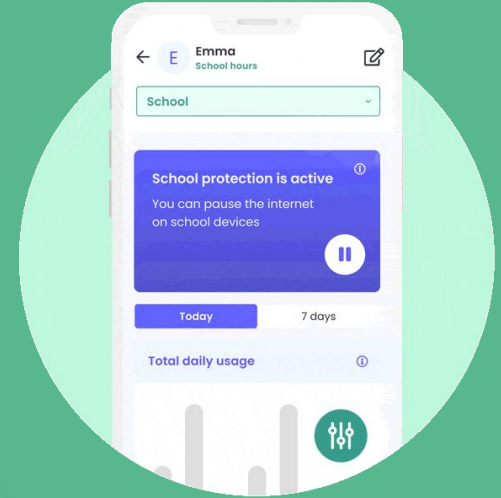 E
Emma
School hours
School
School protection is active
You can pause the internet
on school devices
Today
7 days
Total daily usage